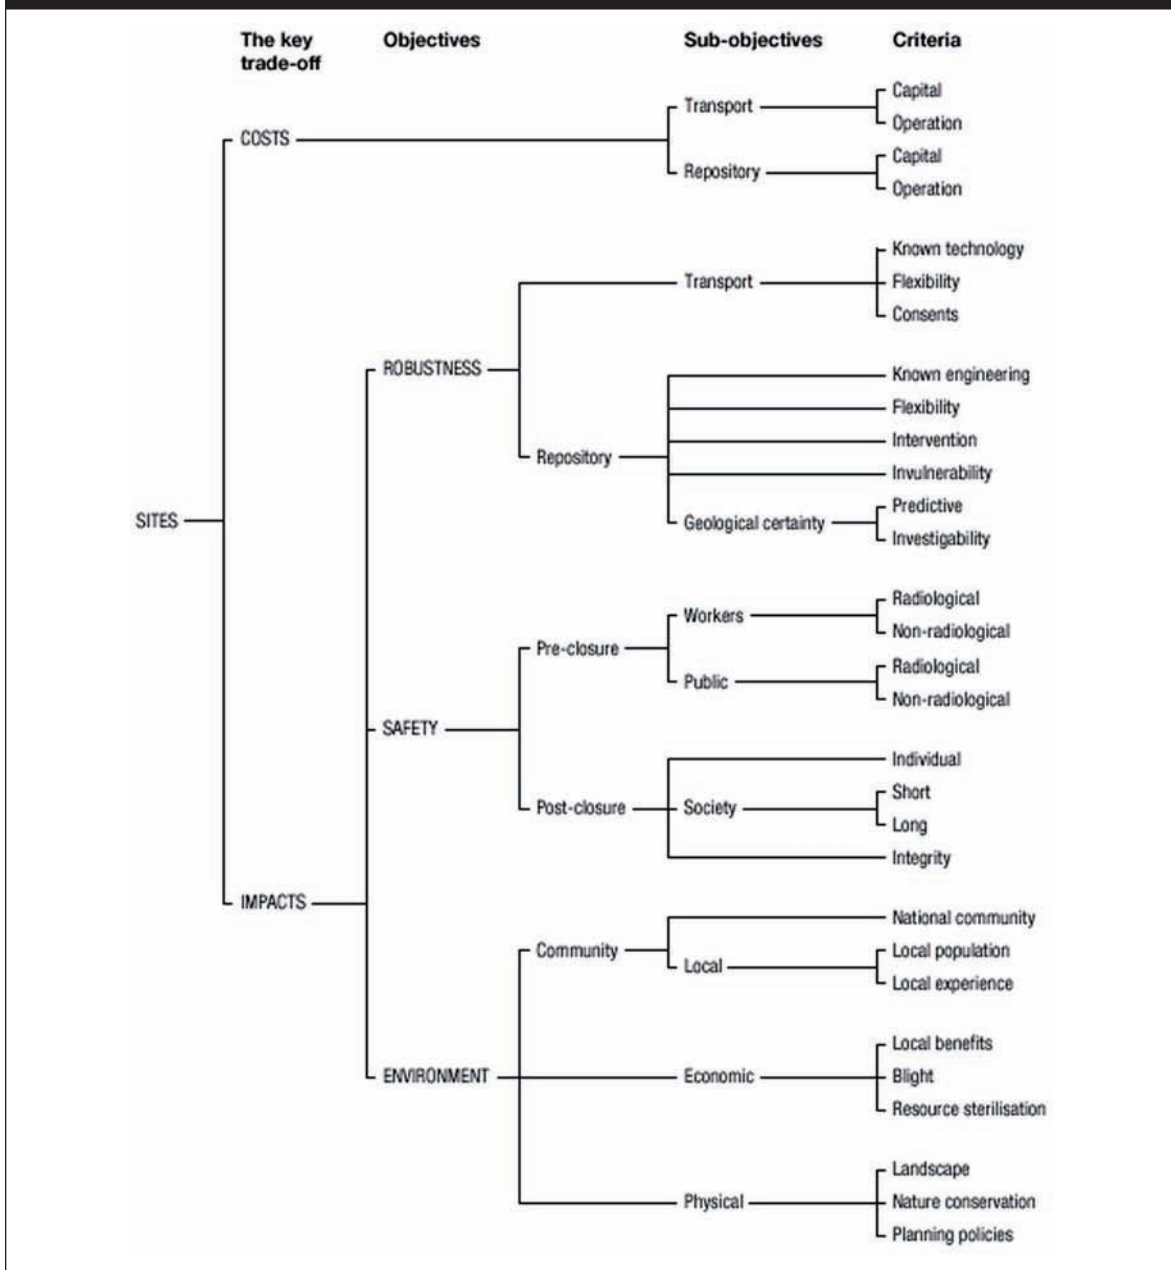 The key Objectives Sub-objectives Criteria
trade-off
Capital
Transport
Operation
COSTS
Capital
Repository
Operation
Known technology
Transport Flexibility
Consents
ROBUSTNESS
Known engineering
Flexibility
Intervention
Repository
Invulnerability
Predictive
SITES
Geological certainty
Investigability
Radiological
Workers
Non-radiological
Pre-closure
Radiological
Public
Non-radiological
SAFETY
Individual
Short
Post-closure Society
Long
Integrity
IMPACTS
National community
Community Local population
Local
Local experience
Local benefits
ENVIRONMENT Economic Blight
Resource sterilisation
Landscape
Physical Nature conservation
Planning policies